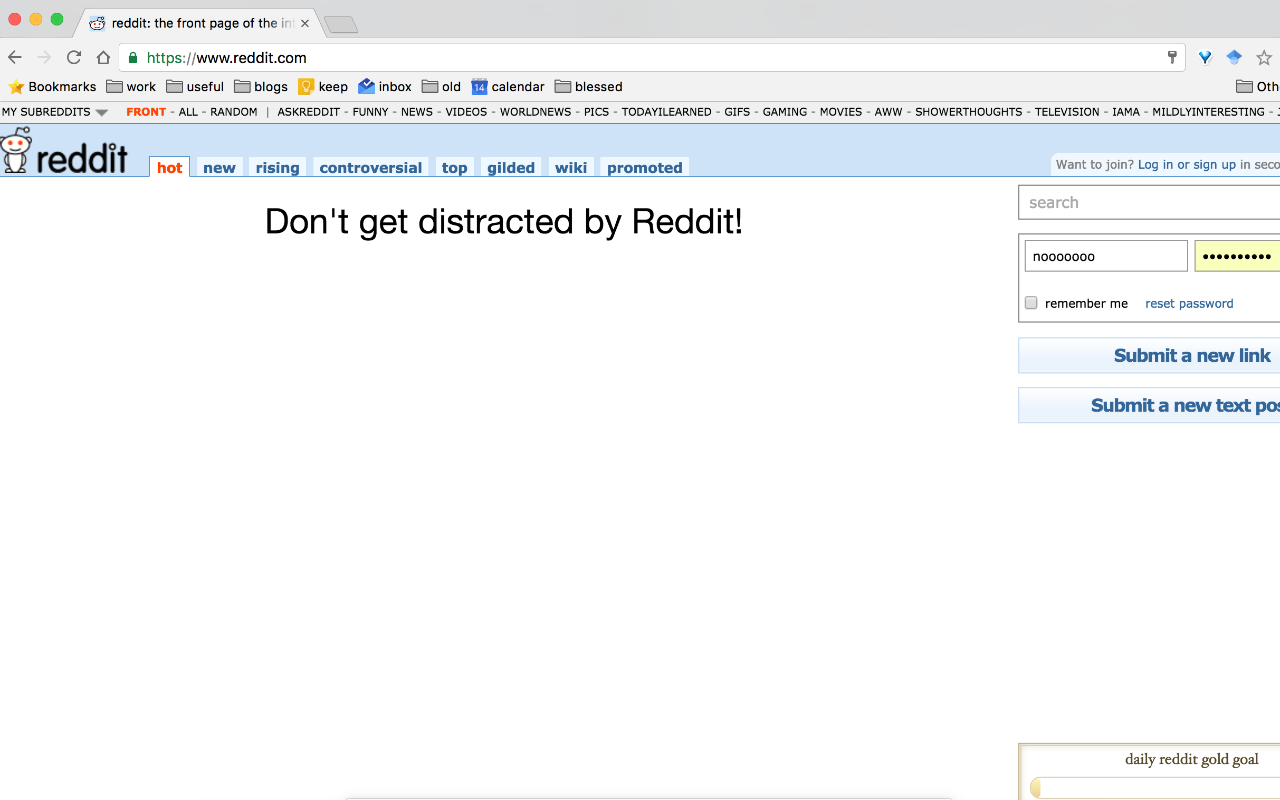 reddit: the front page of the in
https://www.reddit.com
Bookmarks work useful blogs keep inbox old 14 calendar blessed Oth
MY SUBREDDITS FRONT - ALL - RANDOM | ASKREDDIT - FUNNY - NEWS - VIDEOS - WORLDNEWS - PICS - TODAYILEARNED - GIFS - GAMING - MOVIES - AWW - SHOWERTHOUGHTS - TELEVISION - IAMA - MILDLYINTERESTING -
reddit hot new rising controversial top gilded wiki promoted
Want to join? Log in or sign up in seco
Don't get distracted by Reddit!
search
nooooooo ••••••••••
remember me reset password
Submit a new link
Submit a new text pos
daily reddit gold goal